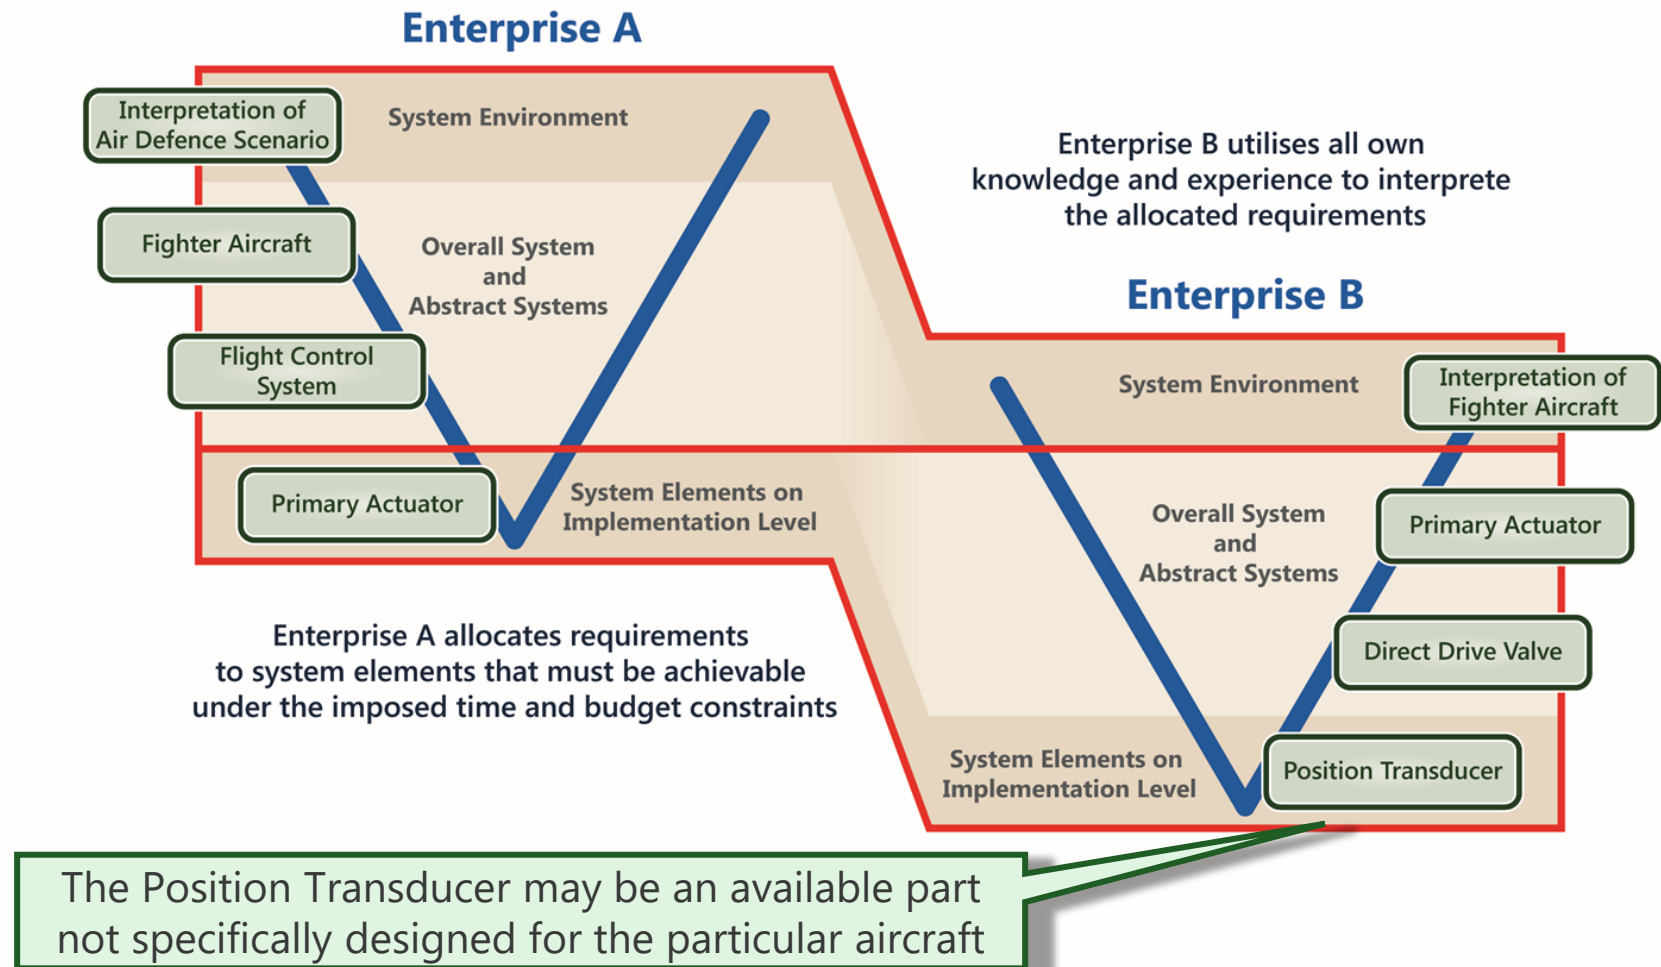 Enterprise A
Interpretation of
Air Defence Scenario
System Environment
Fighter Aircraft
Overall System
and
Abstract Systems
Flight Control
System
Primary Actuator
System Elements on
Implementation Level
Enterprise A allocates requirements
to system elements that must be achievable
under the imposed time and budget constraints
Enterprise B utilises all own
knowledge and experience to interprete
the allocated requirements
Enterprise B
System Environment
Interpretation of
Fighter Aircraft
Overall System
and
Abstract Systems
Primary Actuator
Direct Drive Valve
System Elements on
Implementation Level
Position Transducer
The Position Transducer may be an available part
not specifically designed for the particular aircraft